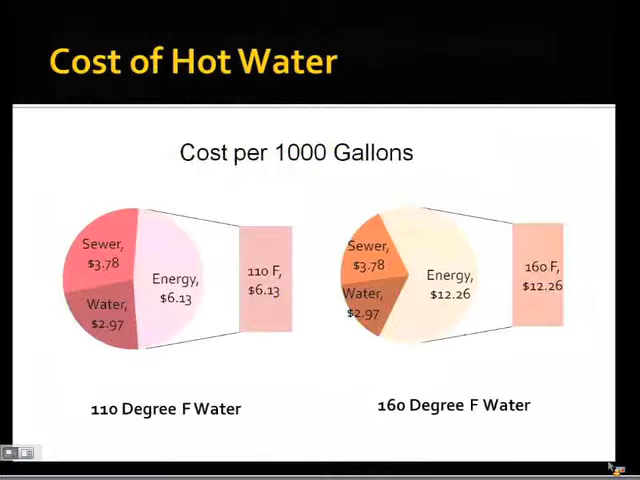 Cost of Hot Water
Cost per 1000 Gallons
Sewer,
$3.78
Water,
$2.97
Energy,
$6.13
110 F,
$6.13
110 Degree F Water
Sewer,
$3.78
Water,
$2.97
Energy,
$12.26
160 F,
$12.26
160 Degree F Water